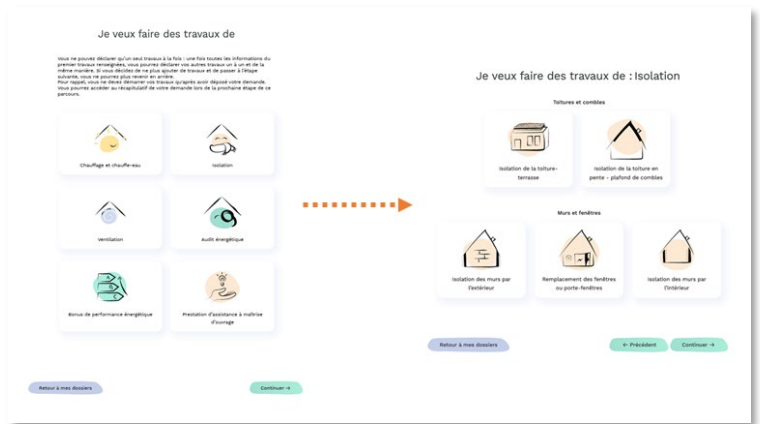 Je veux faire des travaux de
Vous ne pouvez déclarer qu'un seul travaux à la fois : une fois toutes les informations du
premier travaux renseignées, vous pourrez déclarer vos autres travaux un à un et de la
même manière. Si vous décidez de ne plus ajouter de travaux et de passer à l'étape
suivante, vous ne pourrez plus revenir en arrière.
Pour rappel, vous ne devez démarrer vos travaux qu'après avoir déposé votre demande.
Vous pourrez accéder au récapitulatif de votre demande lors de la prochaine étape de ce
parcours.
Chauffage et chauffe-eau
Isolation
Ventilation
Audit énergétique
Bonus de performance énergétique
Prestation d'assistance à maîtrise
d'ouvrage
Retour à mes dossiers
Continuer →
Je veux faire des travaux de : Isolation
Toitures et combles
Isolation de la toiture-
terrasse
Isolation de la toiture en
pente - plafond de combles
Murs et fenêtres
Isolation des murs par
l'extérieur
Remplacement des fenêtres
ou porte-fenêtres
Isolation des murs par
l'intérieur
Retour à mes dossiers
← Précédent
Continuer →